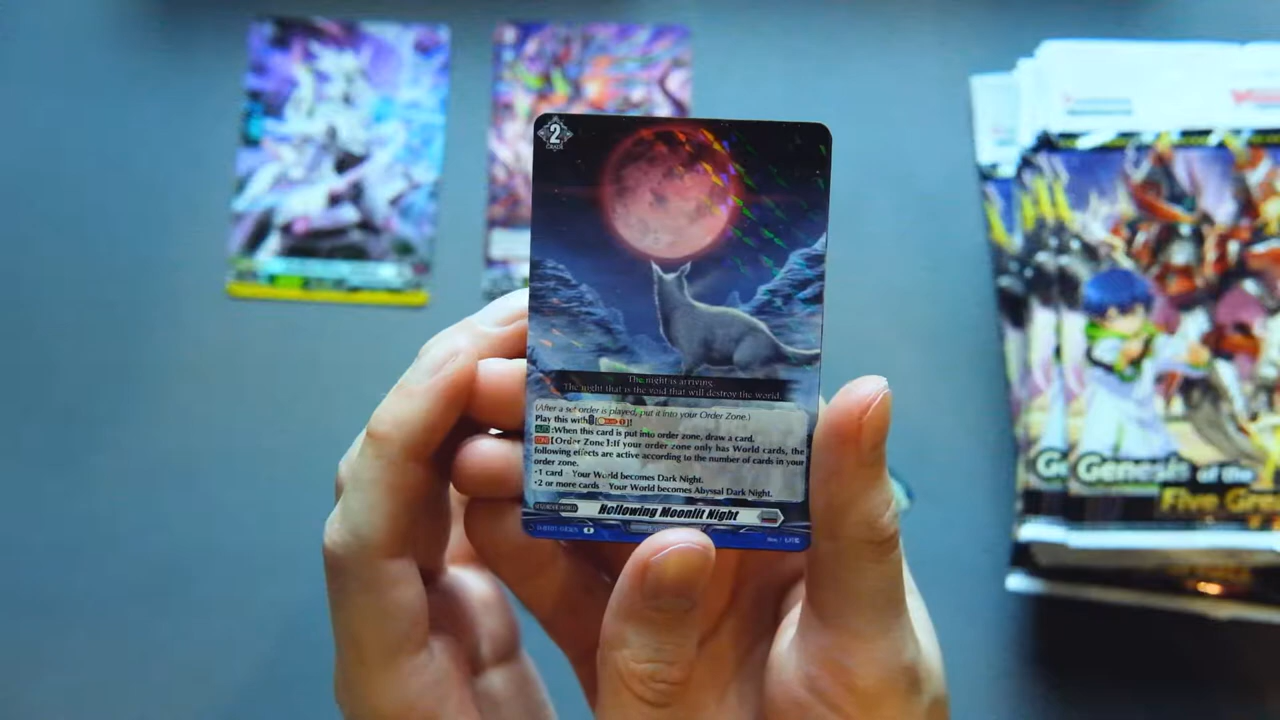 2
GRADE
The night is arriving.
The night that is the void that will destroy the world.
(After a set order is played, put it into your Order Zone.)
Play this with
AUTO:When this card is put into order zone, draw a card.
CONT[Order Zone]:If your order zone only has World cards, the
following effects are active according to the number of cards in your
order zone.
•1 card - Your World becomes Dark Night.
•2 or more cards - Your World becomes Abyssal Dark Night.
Hollowing Moonlit Night
Ge
Genesis of the
Five Gre